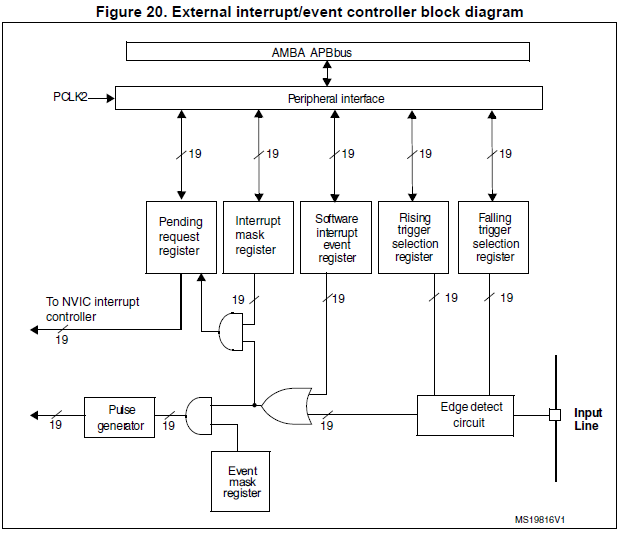 Figure 20. External interrupt/event controller block diagram
AMBA APB bus
PCLK2
Peripheral interface
19
19
19
19
19
Pending
request
register
Interrupt
mask
register
Software
interrupt
event
register
Rising
trigger
selection
register
Falling
trigger
selection
register
To NVIC interrupt
controller
19
19
19
19
19
Pulse
generator
19
19
19
Edge detect
circuit
Input
Line
Event
mask
register
MS19816V1